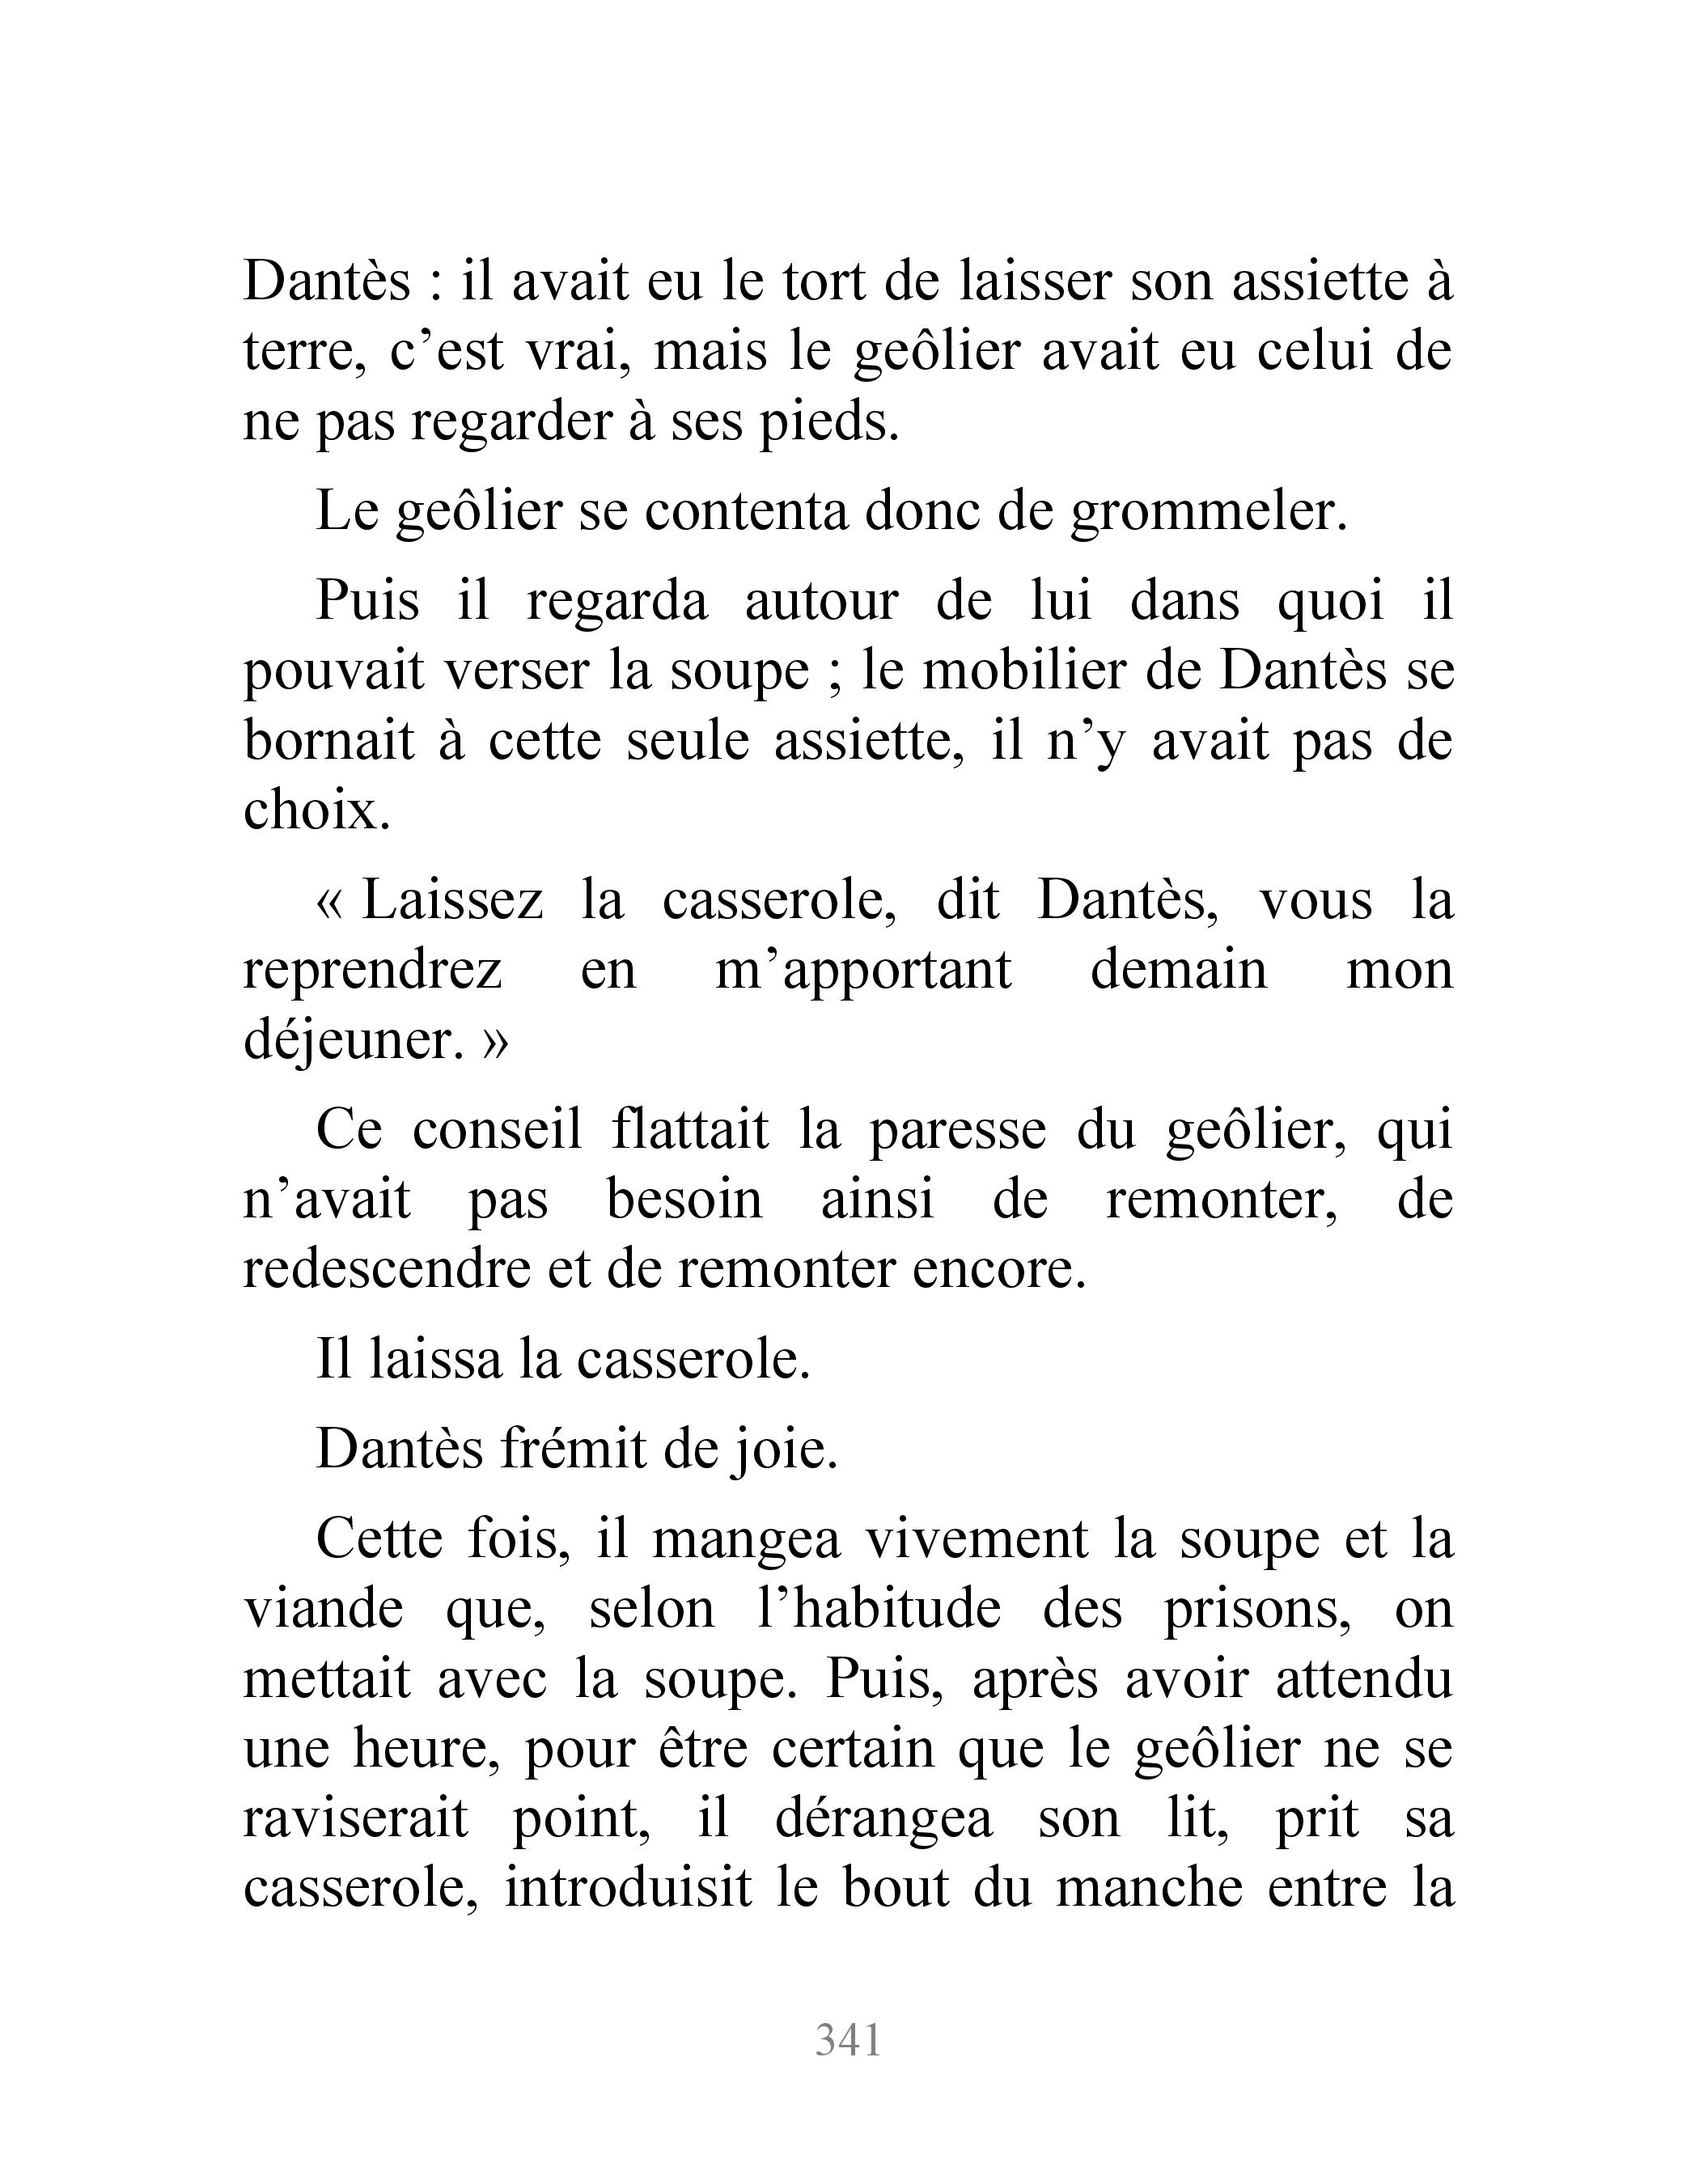 Dantès : il avait eu le tort de laisser son assiette à
terre, c’est vrai, mais le geôlier avait eu celui de
ne pas regarder à ses pieds.
Le geôlier se contenta donc de grommeler.
Puis il regarda autour de lui dans quoi il
pouvait verser la soupe ; le mobilier de Dantès se
bornait à cette seule assiette, il n’y avait pas de
choix.
« Laissez la casserole, dit Dantès, vous la
reprendrez en m’apportant demain mon
déjeuner. »
Ce conseil flattait la paresse du geôlier, qui
n’avait pas besoin ainsi de remonter, de
redescendre et de remonter encore.
Il laissa la casserole.
Dantès frémit de joie.
Cette fois, il mangea vivement la soupe et la
viande que, selon l’habitude des prisons, on
mettait avec la soupe. Puis, après avoir attendu
une heure, pour être certain que le geôlier ne se
raviserait point, il dérangea son lit, prit sa
casserole, introduisit le bout du manche entre la
341